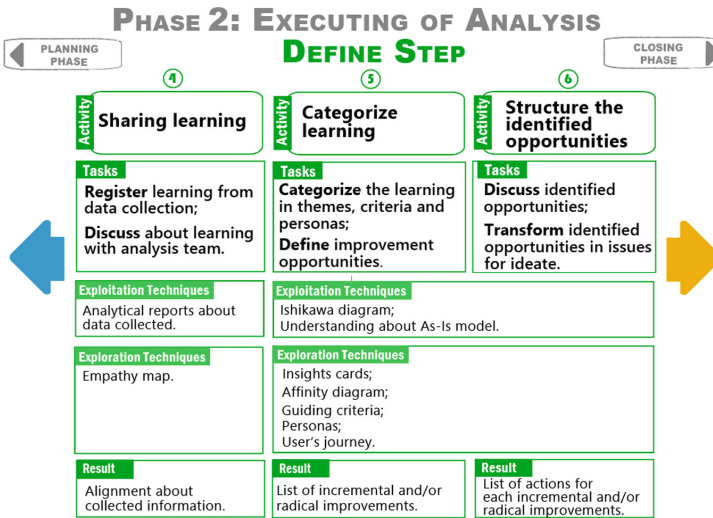 PHASE 2: EXECUTING OF ANALYSIS
PLANNING
PHASE
DEFINE STEP
CLOSING
PHASE
4
5
6
Activity
Sharing learning
Activity
Categorize
learning
Activity
Structure the
identified
opportunities
Tasks
Register learning from
data collection;
Discuss about learning
with analysis team.
Tasks
Categorize the learning
in themes, criteria and
personas;
Define improvement
opportunities.
Tasks
Discuss identified
opportunities;
Transform identified
opportunities in issues
for ideate.
Exploitation Techniques
Analytical reports about
data collected.
Exploitation Techniques
Ishikawa diagram;
Understanding about As-Is model.
Exploration Techniques
Empathy map.
Exploration Techniques
Insights cards;
Affinity diagram;
Guiding criteria;
Personas;
User's journey.
Result
Alignment about
collected information.
Result
List of incremental and/or
radical improvements.
Result
List of actions for
each incremental and/or
radical improvements.